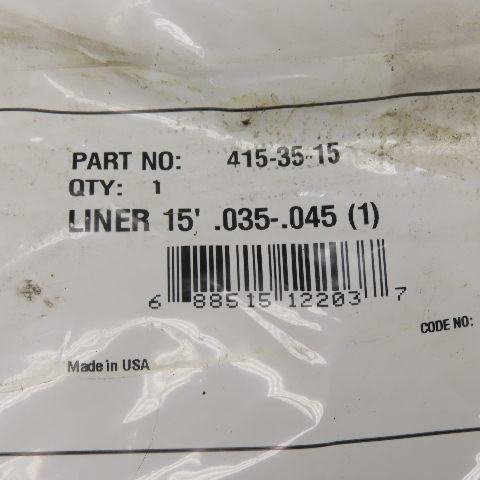 PART NO: 415-35-15
QTY: 1
LINER 15' .035-.045 (1)
6 88515 12203 7
CODE NO:
Made in USA